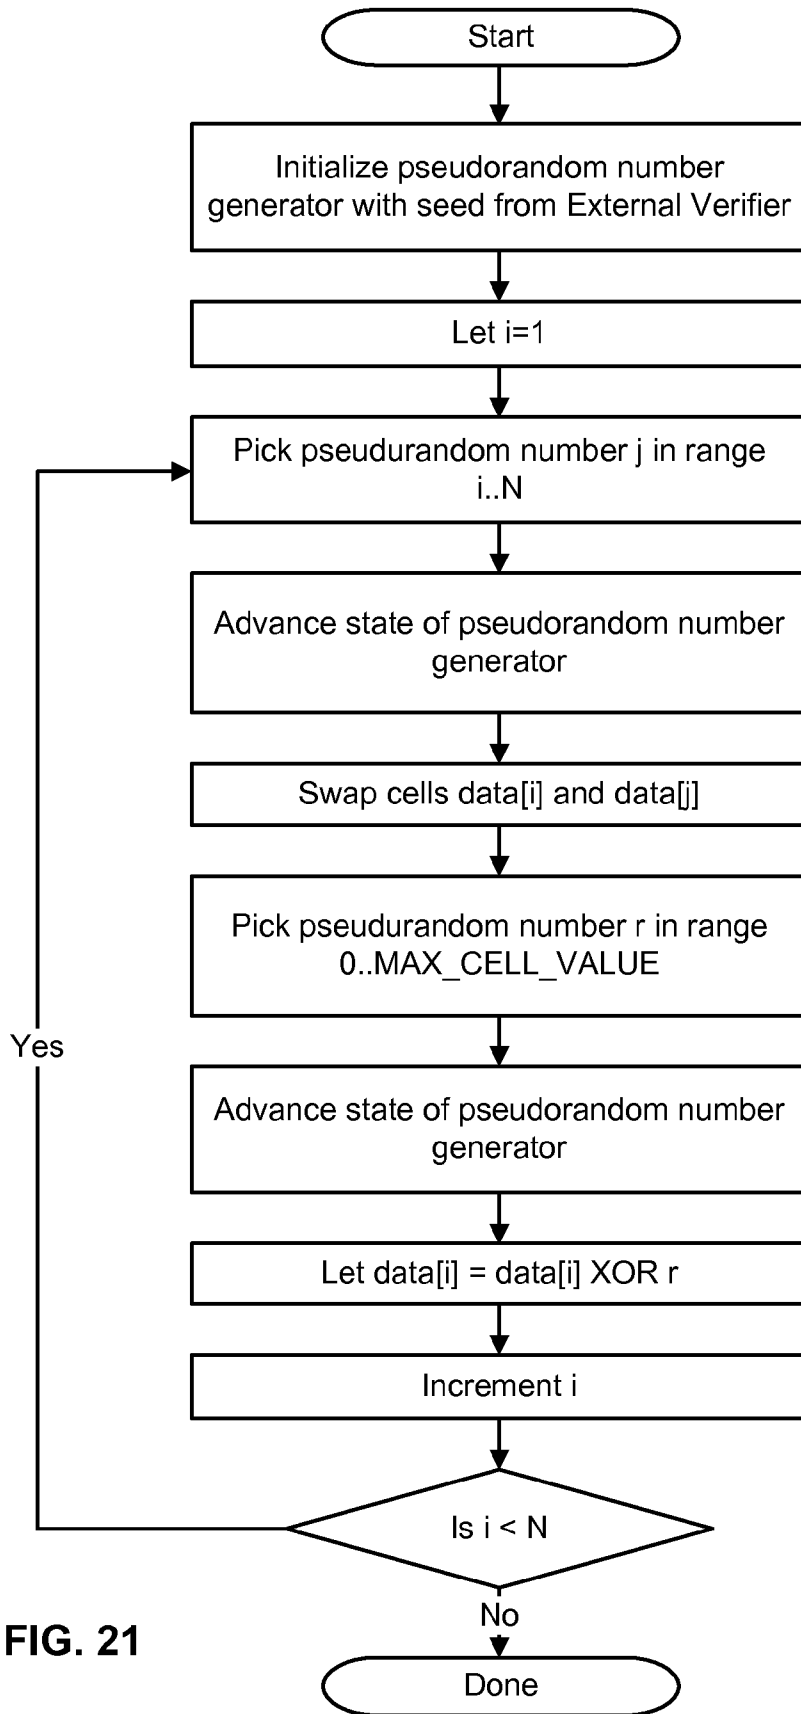 Start
Initialize pseudorandom number
generator with seed from External Verifier
Let i=1
Pick pseudurandom number j in range
i..N
Advance state of pseudorandom number
generator
Swap cells data[i] and data[j]
Pick pseudurandom number r in range
0..MAX_CELL_VALUE
Yes
Advance state of pseudorandom number
generator
Let data[i] = data[i] XOR r
Increment i
Is i < N
No
FIG. 21
Done